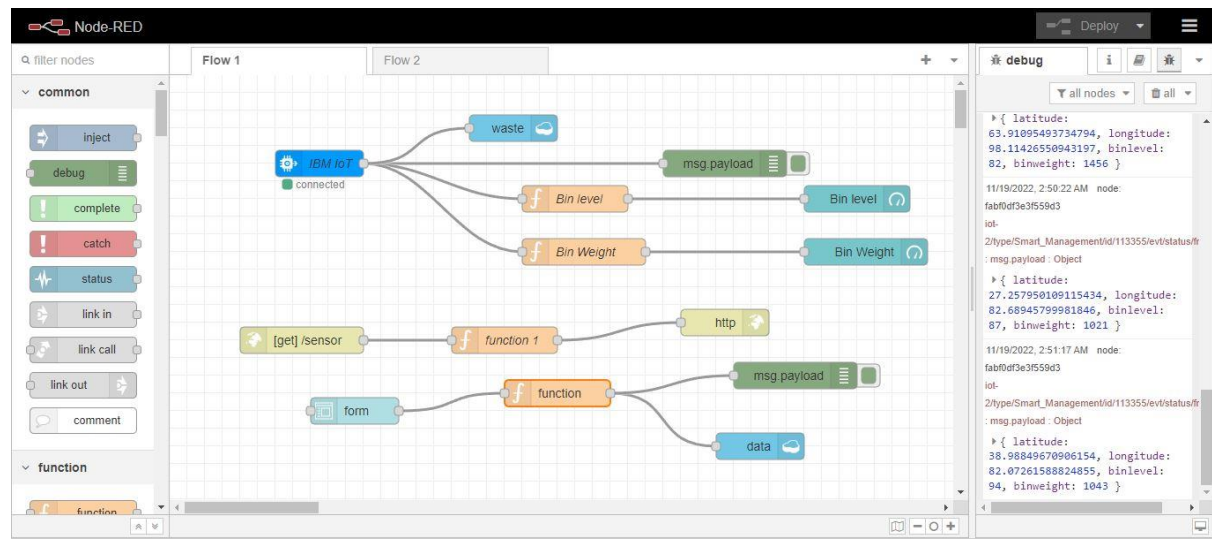 Node-RED
Deploy
filter nodes
common
inject
debug
complete
catch
status
link in
link call
link out
comment
function
function
Flow 1
Flow 2
waste
IBM IoT
connected
msg.payload
Bin level
Bin level
Bin Weight
Bin Weight
[get] /sensor
function 1
http
form
function
msg.payload
data
debug
i
all nodes
all
{ latitude:
63.91095493734794, longitude:
98.11426550943197, binlevel:
82, binweight: 1456 }
11/19/2022, 2:50:22 AM node:
fabf0df3e3f559d3
iot-
2/type/Smart_Management/id/113355/evt/status/fr
: msg.payload : Object
{ latitude:
27.257950109115434, longitude:
82.68945799981846, binlevel:
87, binweight: 1021 }
11/19/2022, 2:51:17 AM node:
fabf0df3e3f559d3
iot-
2/type/Smart_Management/id/113355/evt/status/fr
: msg.payload : Object
{ latitude:
38.98849670906154, longitude:
82.07261588824855, binlevel:
94, binweight: 1043 }